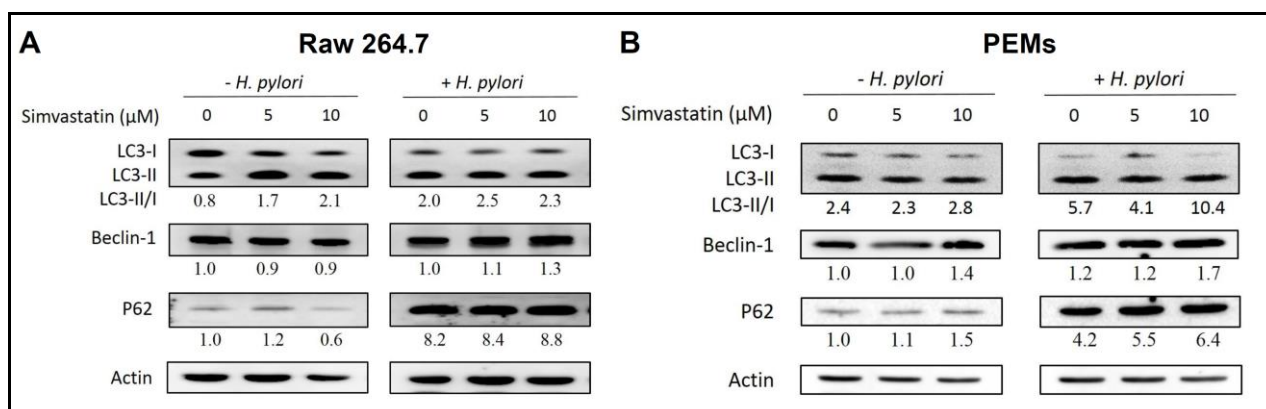 A Raw 264.7
- H. pylori + H. pylori
Simvastatin (μM) 0 5 10 0 5 10
LC3-I
LC3-II
LC3-II/I 0.8 1.7 2.1 2.0 2.5 2.3
Beclin-1
1.0 0.9 0.9 1.0 1.1 1.3
P62
1.0 1.2 0.6 8.2 8.4 8.8
Actin
B PEMs
- H. pylori + H. pylori
Simvastatin (μM) 0 5 10 0 5 10
LC3-I
LC3-II
LC3-II/I 2.4 2.3 2.8 5.7 4.1 10.4
Beclin-1
1.0 1.0 1.4 1.2 1.2 1.7
P62
1.0 1.1 1.5 4.2 5.5 6.4
Actin